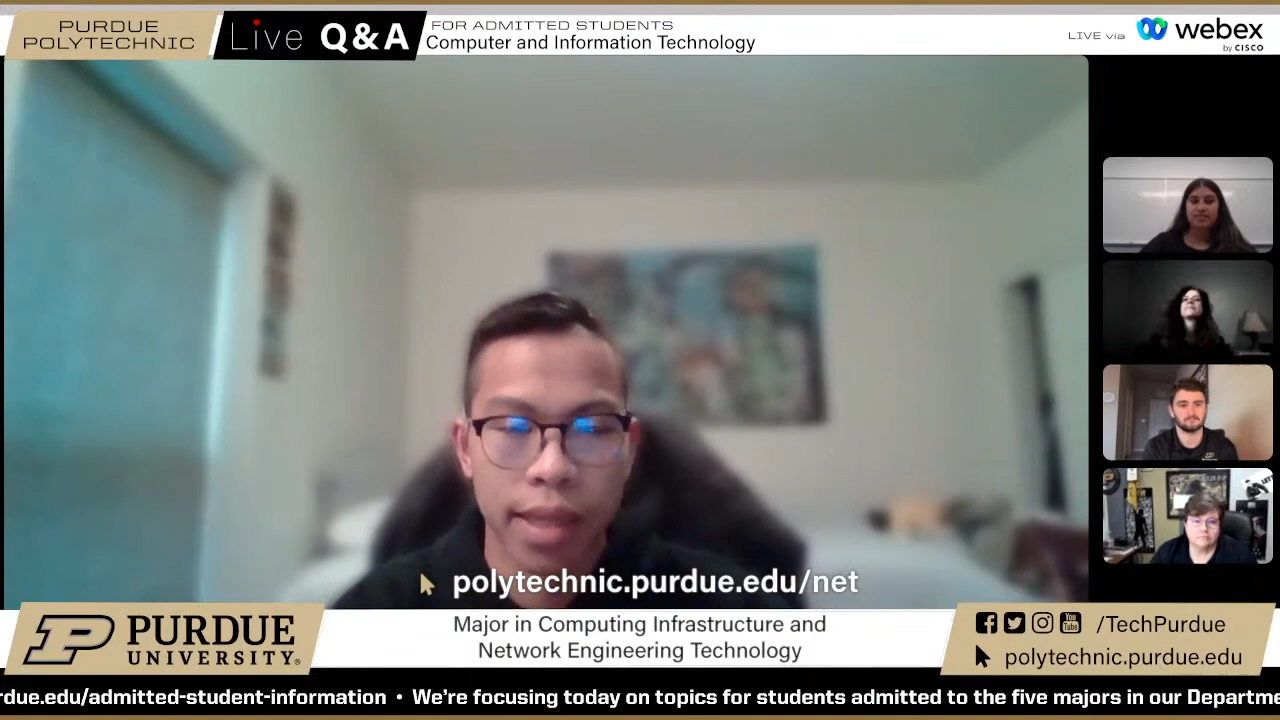 PURDUE
POLYTECHNIC
Live Q&A
FOR ADMITTED STUDENTS
Computer and Information Technology
LIVE via
webex
by CISCO
polytechnic.purdue.edu/net
P PURDUE
UNIVERSITY®
Major in Computing Infrastructure and
Network Engineering Technology
You
Tube
/TechPurdue
polytechnic.purdue.edu
rdue.edu/admitted-student-information • We're focusing today on topics for students admitted to the five majors in our Departme